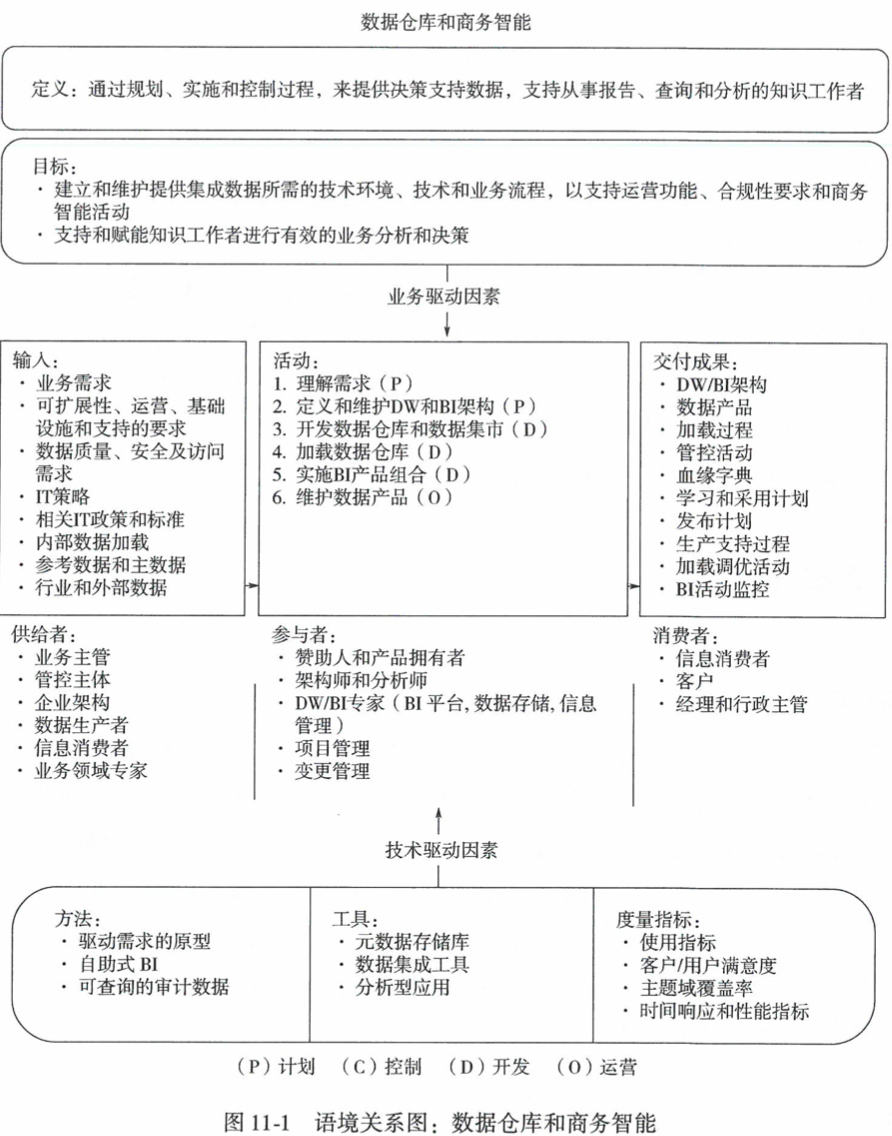 数据仓库和商务智能
定义：通过规划、实施和控制过程，来提供决策支持数据，支持从事报告、查询和分析的知识工作者
目标：
· 建立和维护提供集成数据所需的技术环境、技术和业务流程，以支持运营功能、合规性要求和商务
智能活动
· 支持和赋能知识工作者进行有效的业务分析和决策
业务驱动因素
输入：
· 业务需求
· 可扩展性、运营、基础
设施和支持的要求
· 数据质量、安全及访问
需求
· IT策略
· 相关IT政策和标准
· 内部数据加载
· 参考数据和主数据
· 行业和外部数据
活动：
1. 理解需求（P）
2. 定义和维护DW和BI架构（P）
3. 开发数据仓库和数据集市（D）
4. 加载数据仓库（D）
5. 实施BI产品组合（D）
6. 维护数据产品（O）
交付成果：
· DW/BI架构
· 数据产品
· 加载过程
· 管控活动
· 血缘字典
· 学习和采用计划
· 发布计划
· 生产支持过程
· 加载调优活动
· BI活动监控
供给者：
· 业务主管
· 管控主体
· 企业架构
· 数据生产者
· 信息消费者
· 业务领域专家
参与者：
· 赞助人和产品拥有者
· 架构师和分析师
· DW/BI专家（BI 平台, 数据存储, 信息
管理）
· 项目管理
· 变更管理
消费者：
· 信息消费者
· 客户
· 经理和行政主管
技术驱动因素
方法：
· 驱动需求的原型
· 自助式 BI
· 可查询的审计数据
工具：
· 元数据存储库
· 数据集成工具
· 分析型应用
度量指标：
· 使用指标
· 客户/用户满意度
· 主题域覆盖率
· 时间响应和性能指标
（P）计划 （C）控制 （D）开发 （O）运营
图 11-1 语境关系图：数据仓库和商务智能